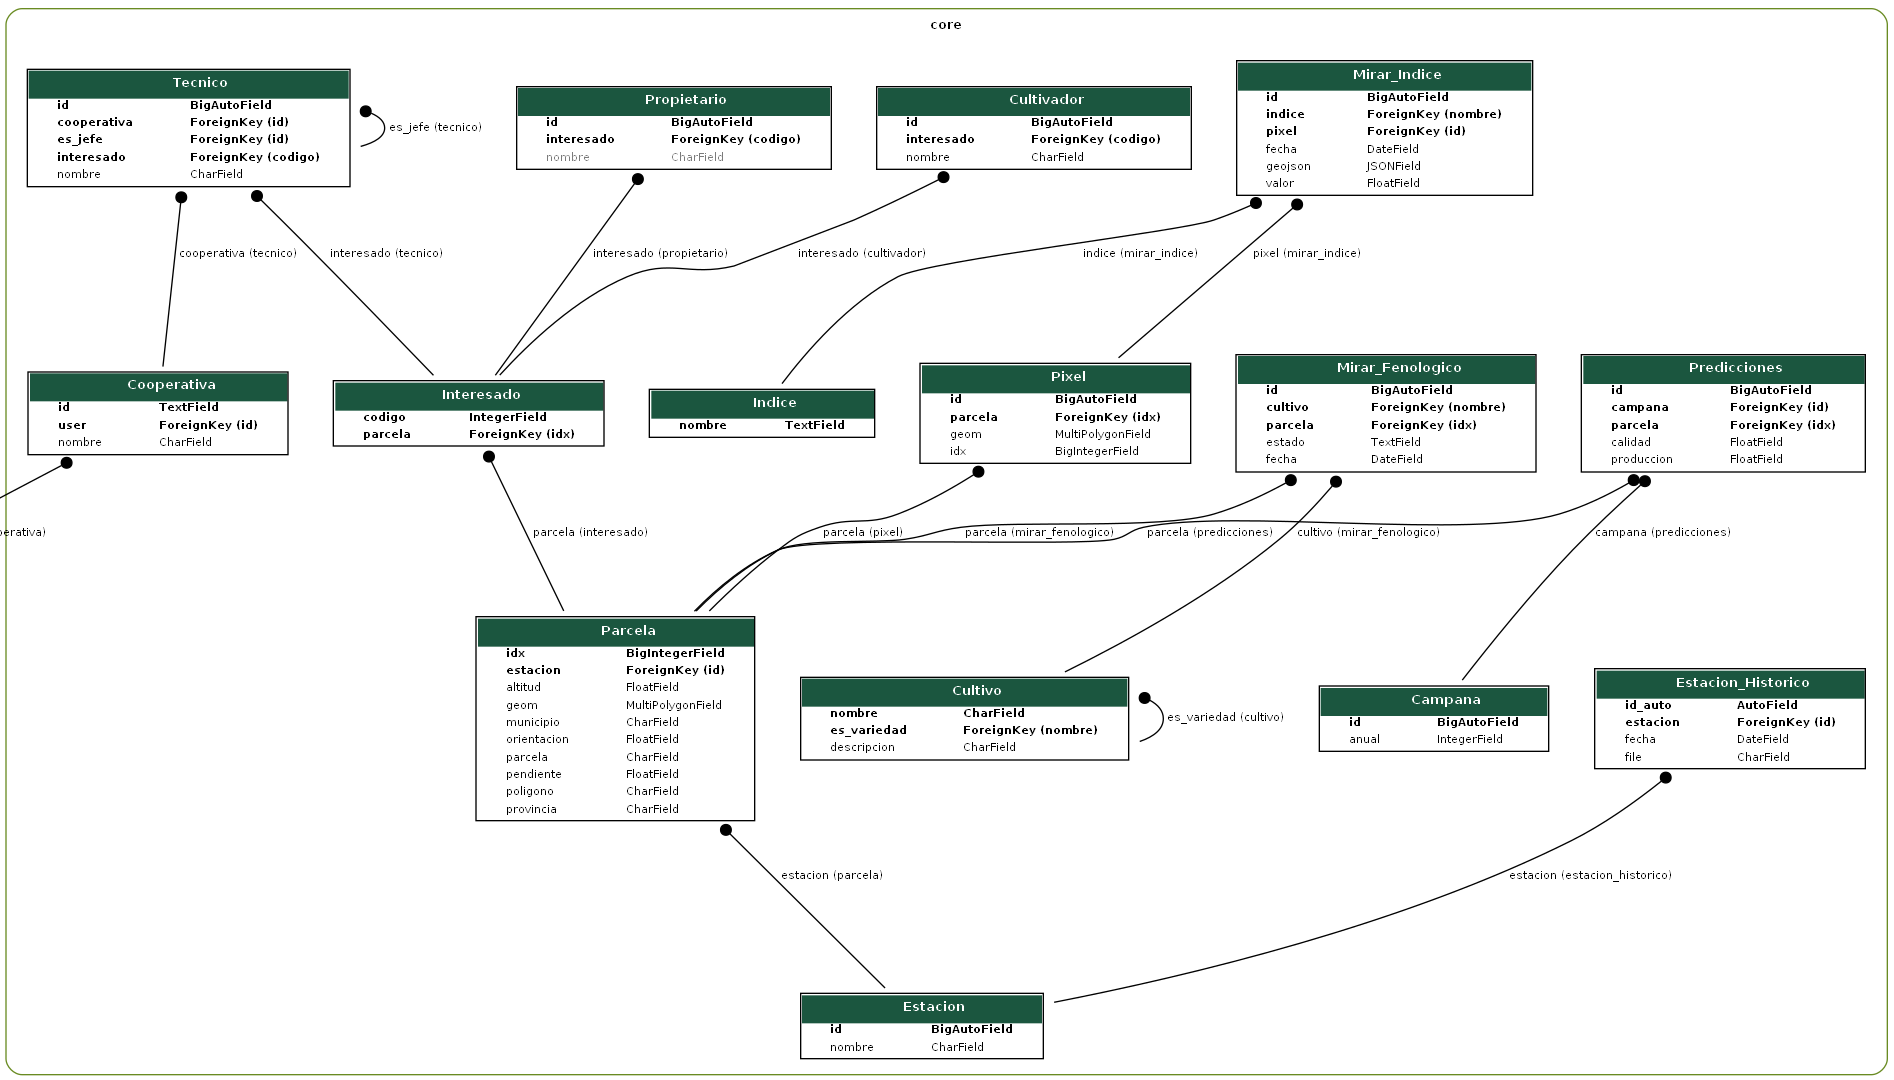 core
Tecnico
id BigAutoField
cooperativa ForeignKey (id)
es_jefe ForeignKey (id)
interesado ForeignKey (codigo)
nombre CharField
es_jefe (tecnico)
Propietario
id BigAutoField
interesado ForeignKey (codigo)
nombre CharField
Cultivador
id BigAutoField
interesado ForeignKey (codigo)
nombre CharField
Mirar_Indice
id BigAutoField
indice ForeignKey (nombre)
pixel ForeignKey (id)
fecha DateField
geojson JSONField
valor FloatField
cooperativa (tecnico)
interesado (tecnico)
interesado (propietario)
interesado (cultivador)
indice (mirar_indice)
pixel (mirar_indice)
Cooperativa
id TextField
user ForeignKey (id)
nombre CharField
Interesado
codigo IntegerField
parcela ForeignKey (idx)
Indice
nombre TextField
Pixel
id BigAutoField
parcela ForeignKey (idx)
geom MultiPolygonField
idx BigIntegerField
Mirar_Fenologico
id BigAutoField
cultivo ForeignKey (nombre)
parcela ForeignKey (idx)
estado TextField
fecha DateField
Predicciones
id BigAutoField
campana ForeignKey (id)
parcela ForeignKey (idx)
calidad FloatField
produccion FloatField
perativa)
parcela (interesado)
parcela (pixel)
parcela (mirar_fenologico)
parcela (predicciones)
cultivo (mirar_fenologico)
campana (predicciones)
Parcela
idx BigIntegerField
estacion ForeignKey (id)
altitud FloatField
geom MultiPolygonField
municipio CharField
orientacion FloatField
parcela CharField
pendiente FloatField
poligono CharField
provincia CharField
Cultivo
nombre CharField
es_variedad ForeignKey (nombre)
descripcion CharField
es_variedad (cultivo)
Campana
id BigAutoField
anual IntegerField
Estacion_Historico
id_auto AutoField
estacion ForeignKey (id)
fecha DateField
file CharField
estacion (parcela)
estacion (estacion_historico)
Estacion
id BigAutoField
nombre CharField